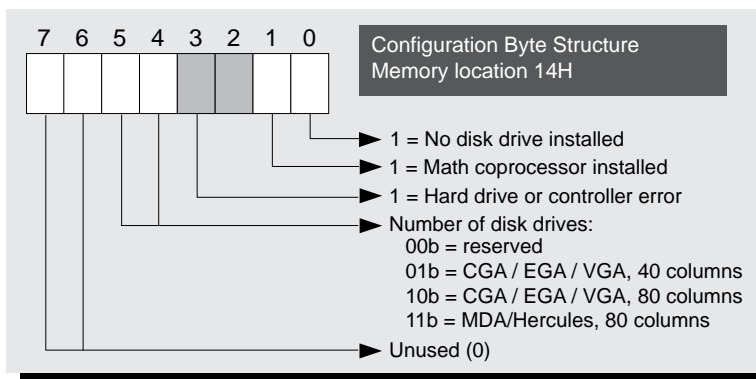 7 6 5 4 3 2 1 0
Configuration Byte Structure
Memory location 14H
1 = No disk drive installed
1 = Math coprocessor installed
1 = Hard drive or controller error
Number of disk drives:
00b = reserved
01b = CGA / EGA / VGA, 40 columns
10b = CGA / EGA / VGA, 80 columns
11b = MDA/Hercules, 80 columns
Unused (0)